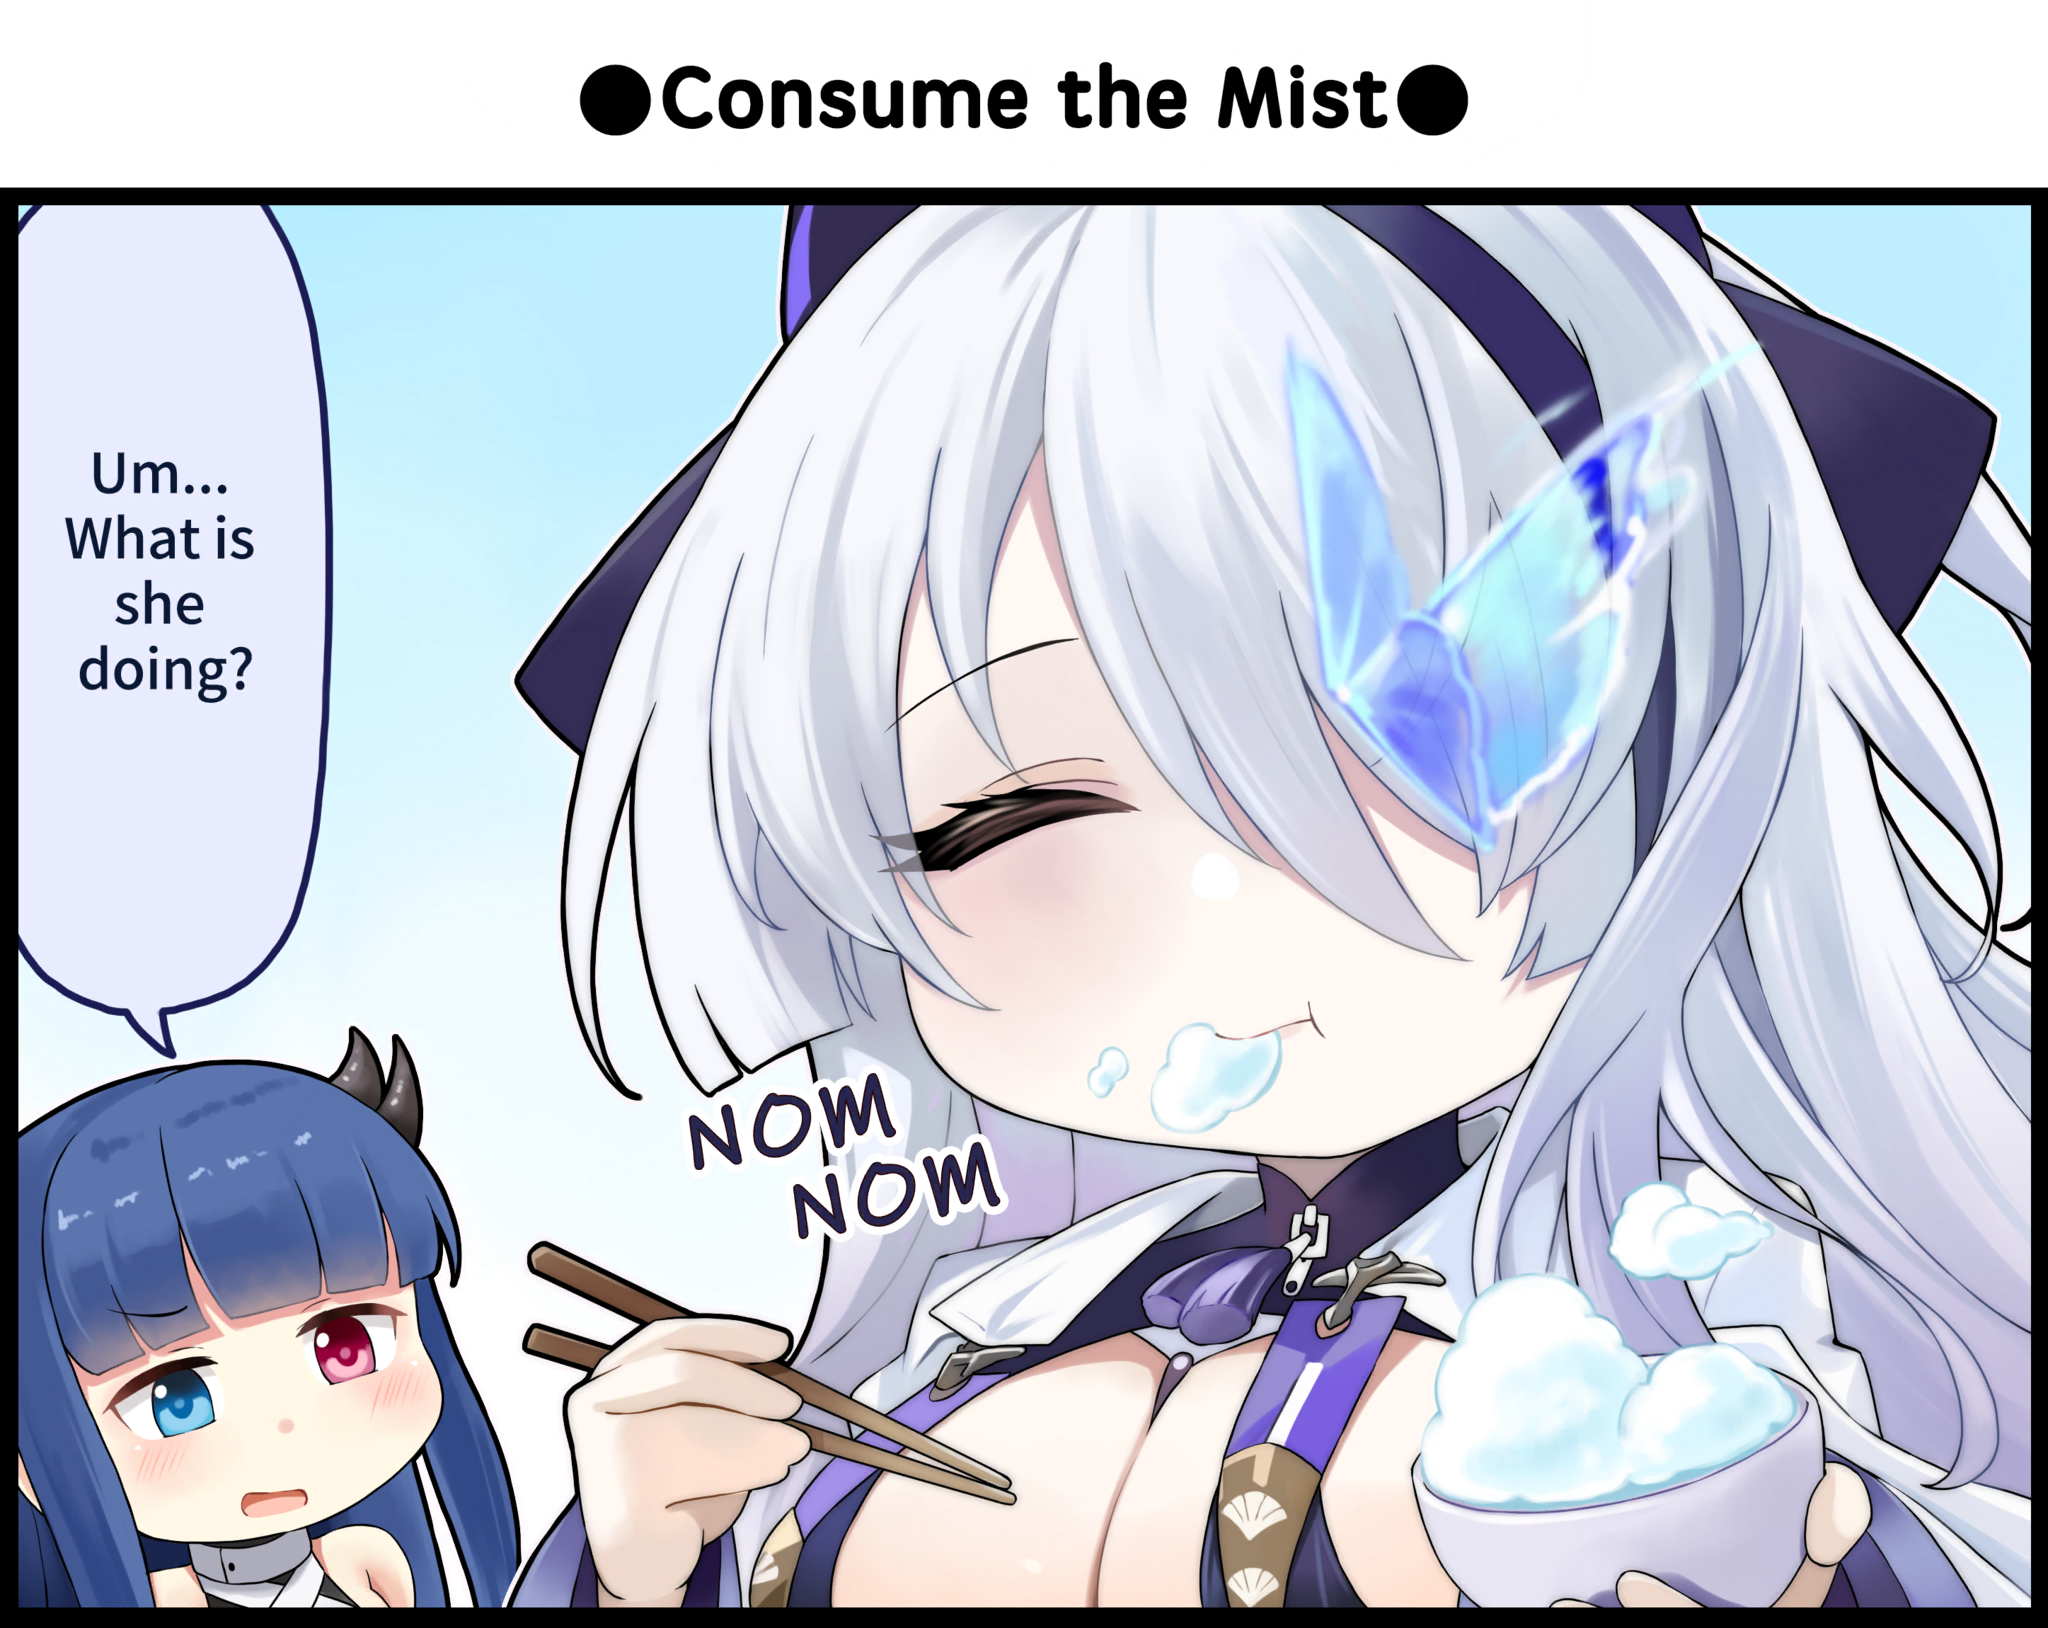 ●Consume the Mist●
Um...
What is
she
doing?
NOM
NOM